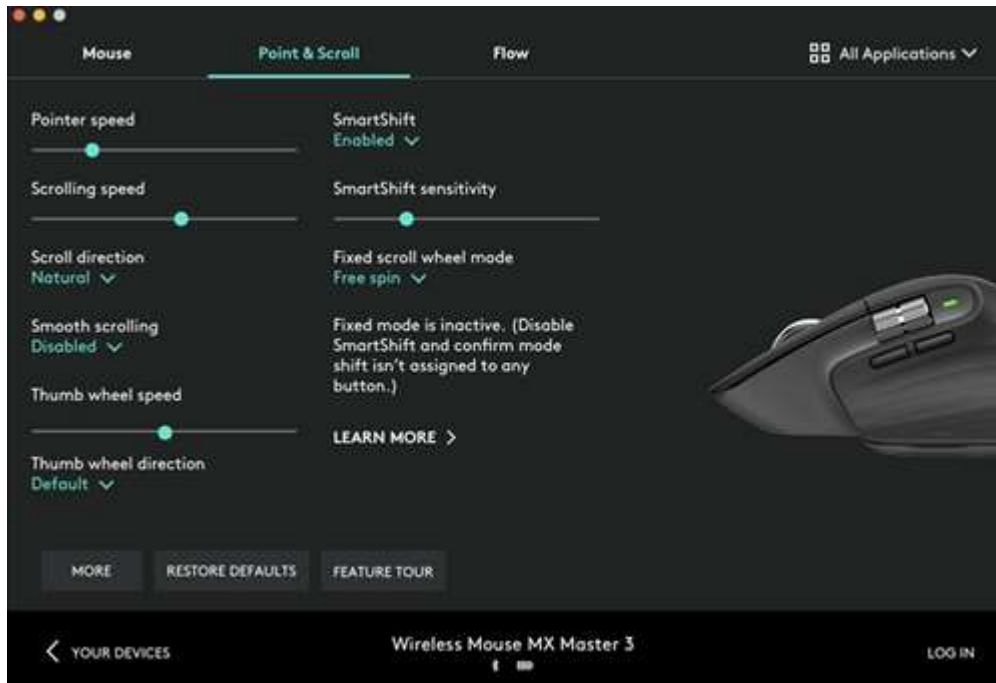 Mouse
Point & Scroll
Flow
All Applications
Pointer speed
Scrolling speed
Scroll direction
Natural
Smooth scrolling
Disabled
Thumb wheel speed
Thumb wheel direction
Default
SmartShift
Enabled
SmartShift sensitivity
Fixed scroll wheel mode
Free spin
Fixed mode is inactive. (Disable
SmartShift and confirm mode
shift isn't assigned to any
button.)
LEARN MORE
MORE
RESTORE DEFAULTS
FEATURE TOUR
YOUR DEVICES
Wireless Mouse MX Master 3
LOG IN